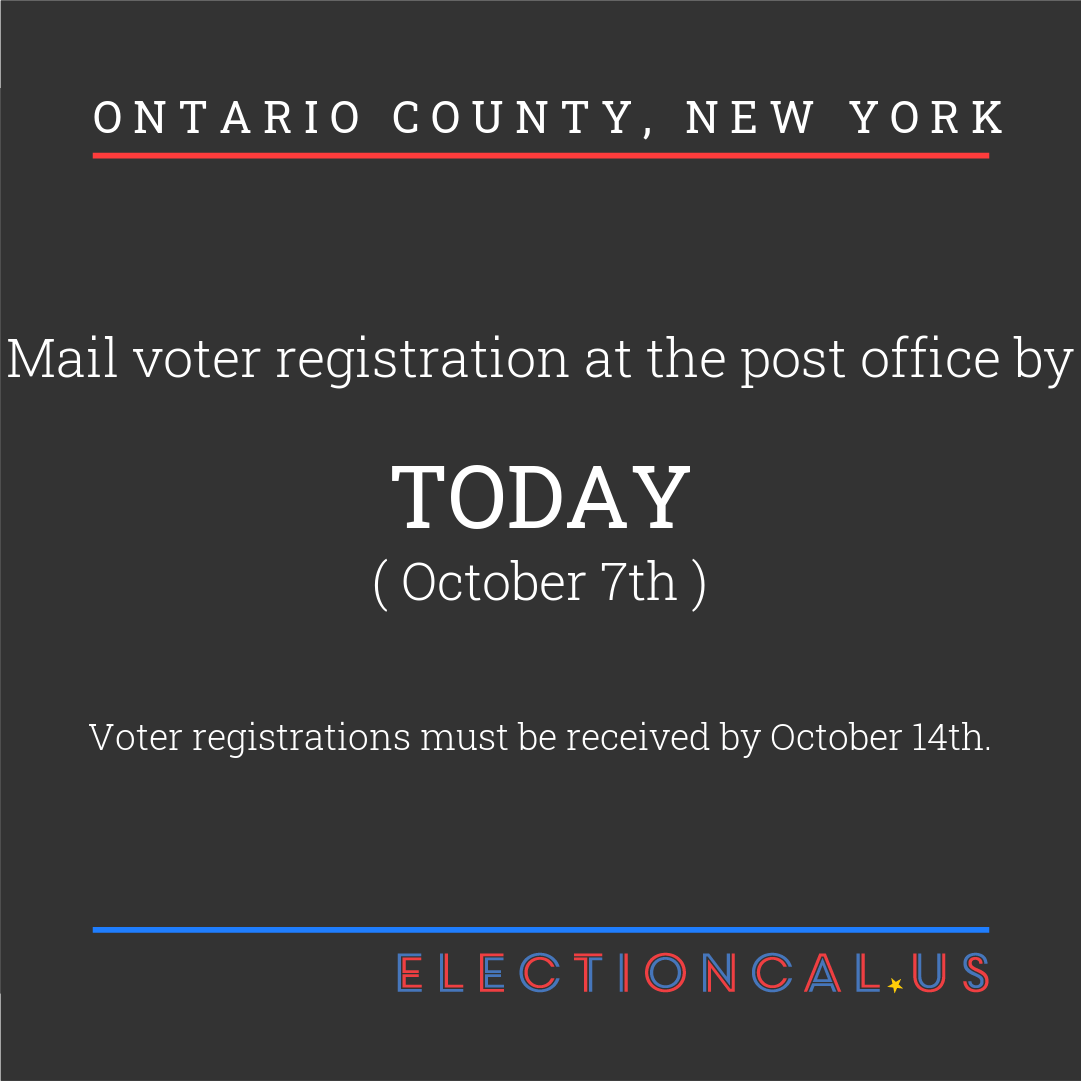 ONTARIO COUNTY, NEW YORK
Mail voter registration at the post office by
TODAY
( October 7th )
Voter registrations must be received by October 14th.
ELECTIONCAL.US